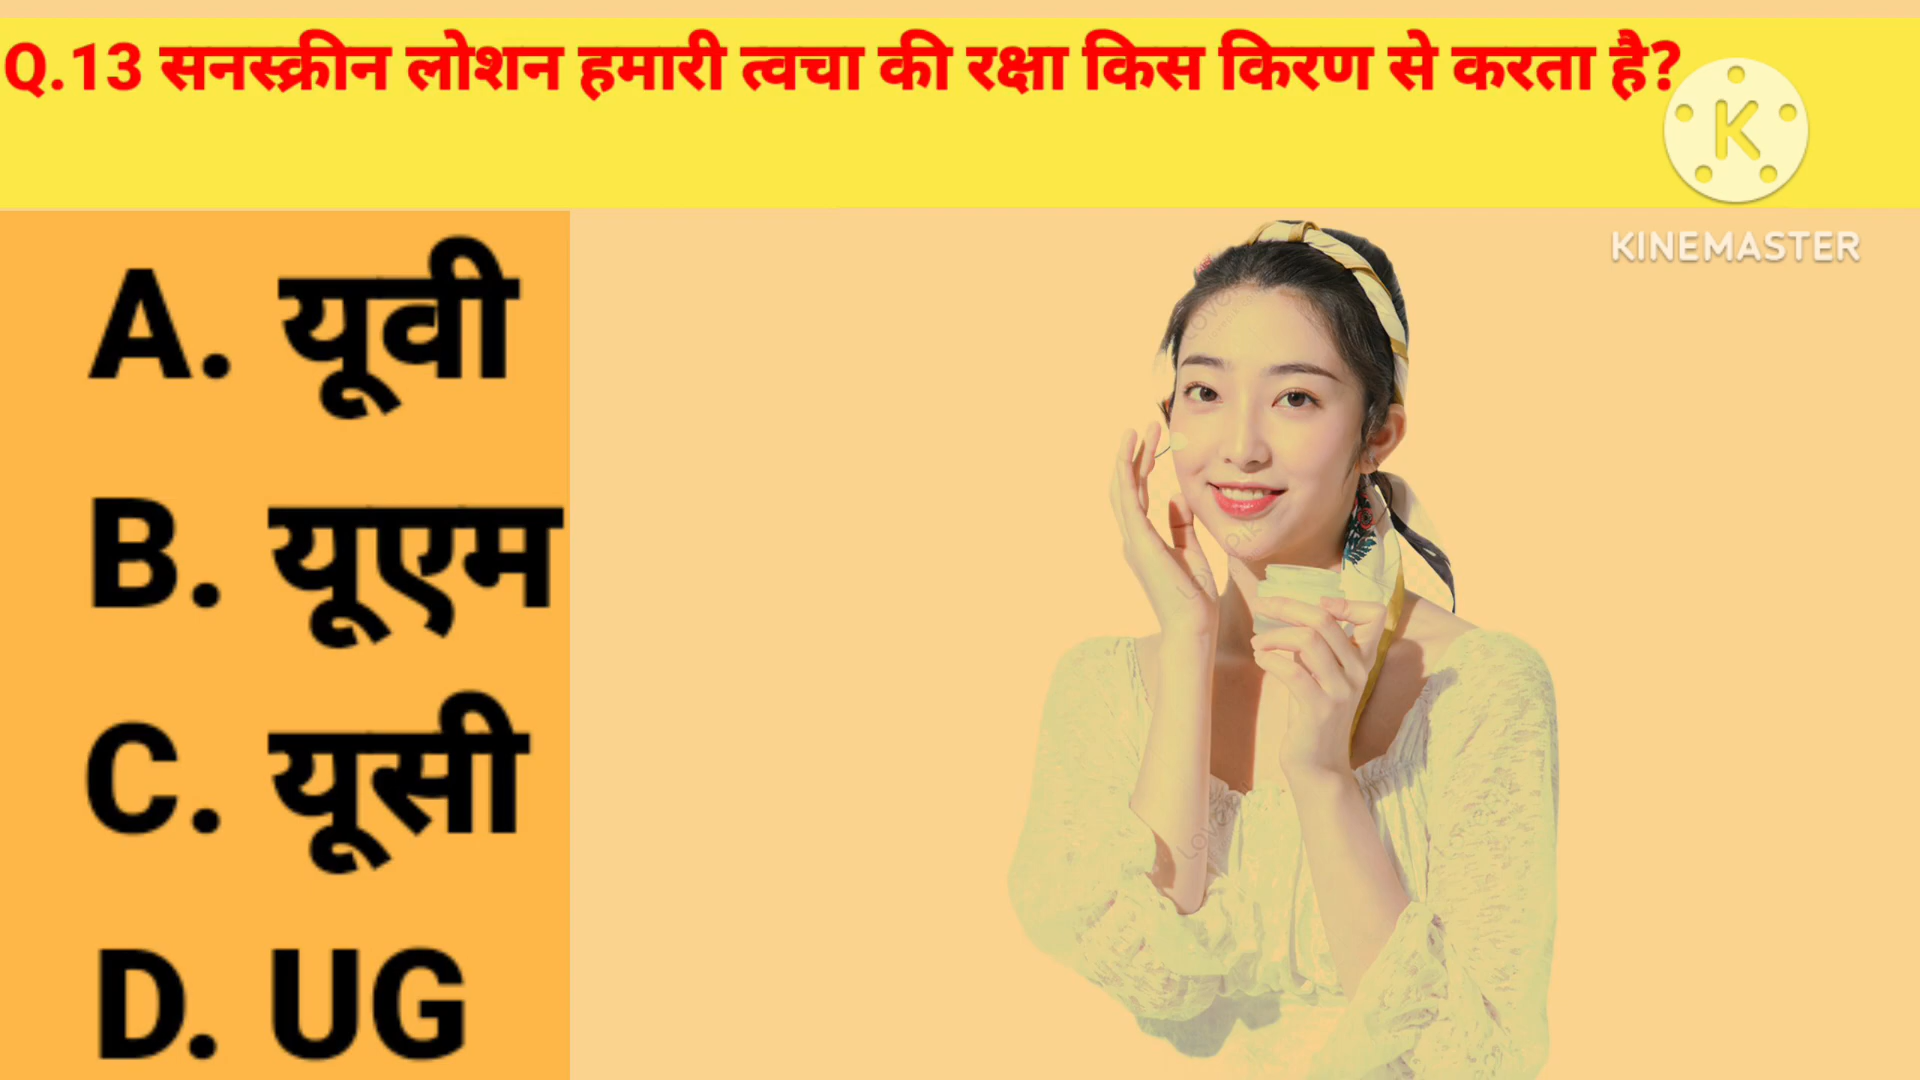 Q.13 सनस्क्रीन लोशन हमारी त्वचा की रक्षा किस किरण से करता है?
K
KINEMASTER
A. यूवी
B. यूएम
C. यूसी
D. UG